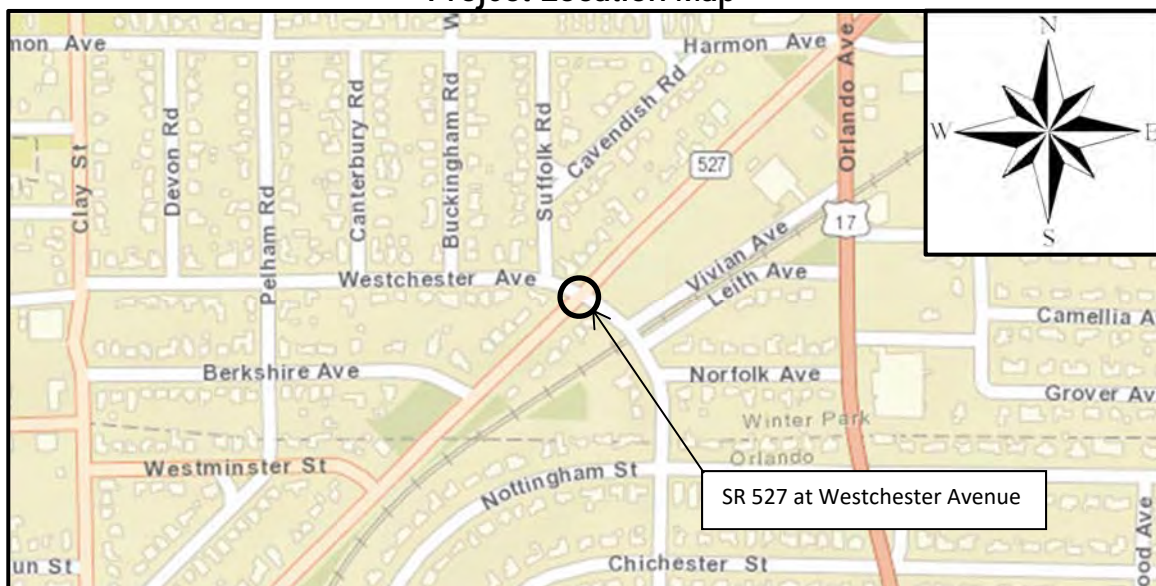 Project Location Map
mon Ave
Harmon Ave
Orlando Ave
N
W
E
S
Clay St
Devon Rd
Pelham Rd
Canterbury Rd
Buckingham Rd
W
Suffolk Rd
Cavendish Rd
527
17
Westchester Ave
Vivian Ave
Leith Ave
Camellia A
Berkshire Ave
Norfolk Ave
Grover Av
Winter Park
Orlando
Westminster St
Nottingham St
SR 527 at Westchester Avenue
un St
Chichester St
ood Ave